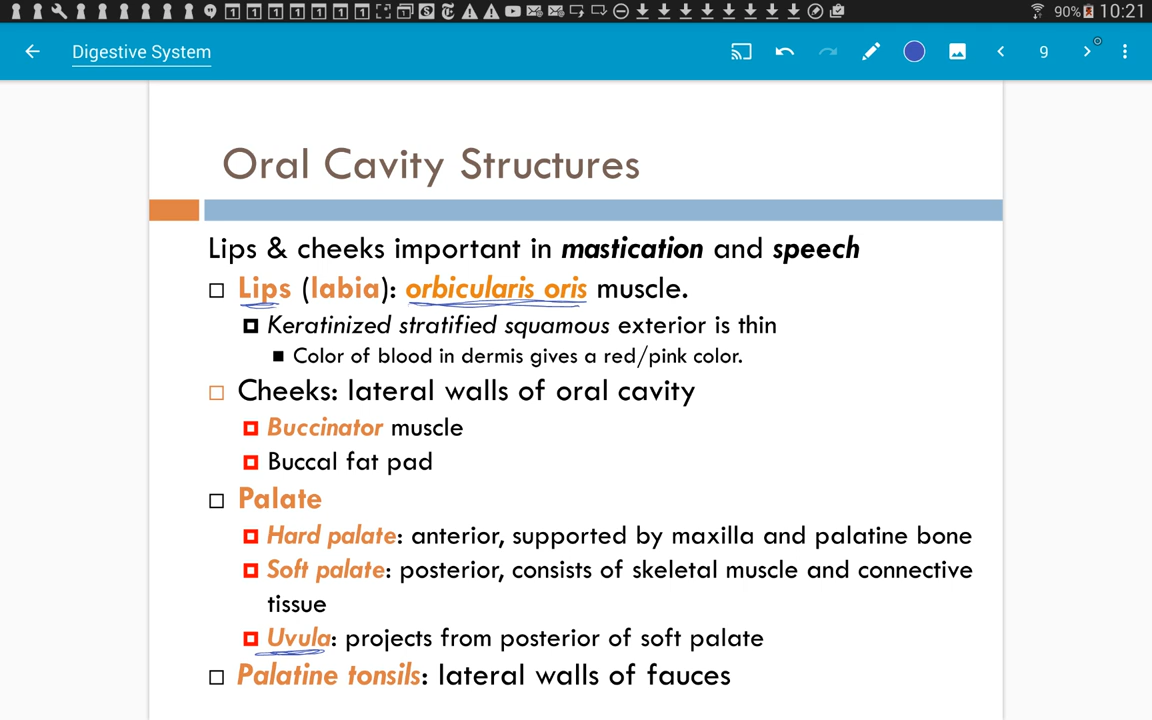 90% 10:21
Digestive System
9
Oral Cavity Structures
Lips & cheeks important in mastication and speech
Lips (labia): orbicularis oris muscle.
Keratinized stratified squamous exterior is thin
Color of blood in dermis gives a red/pink color.
Cheeks: lateral walls of oral cavity
Buccinator muscle
Buccal fat pad
Palate
Hard palate: anterior, supported by maxilla and palatine bone
Soft palate: posterior, consists of skeletal muscle and connective
tissue
Uvula: projects from posterior of soft palate
Palatine tonsils: lateral walls of fauces